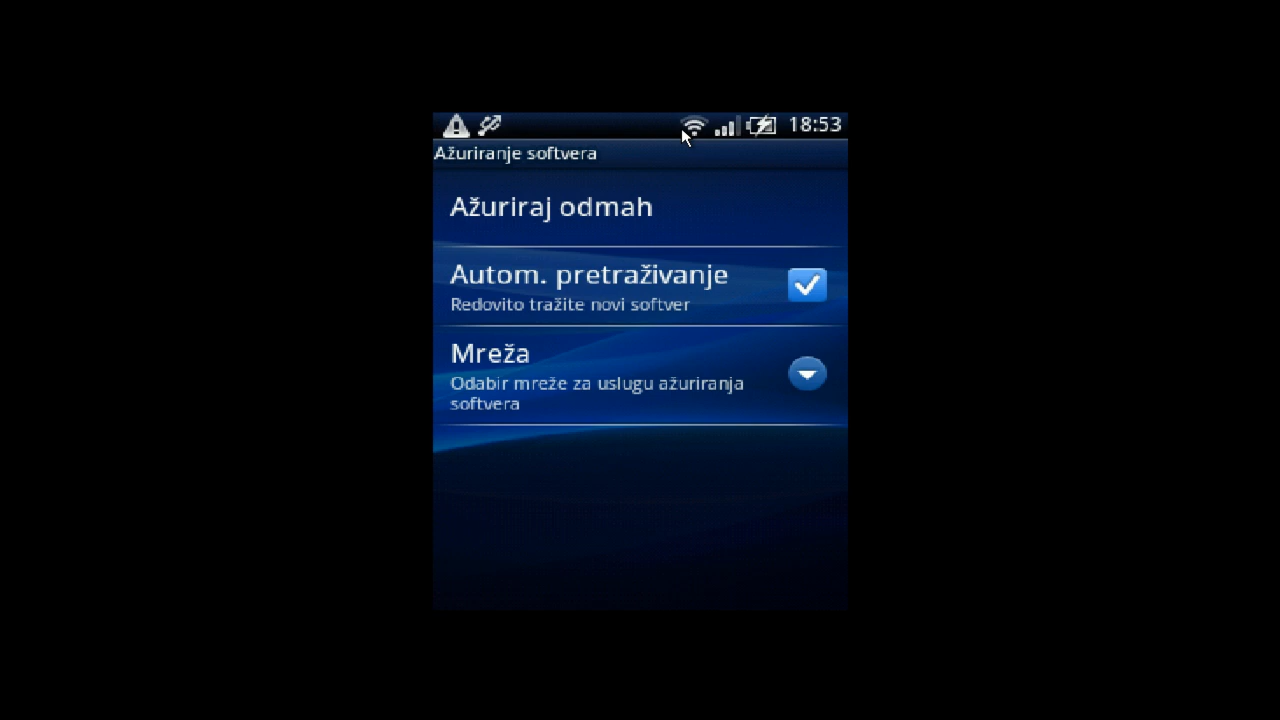 18:53
Ažuriranje softvera
Ažuriraj odmah
Autom. pretraživanje
Redovito tražite novi softver
Mreža
Odabir mreže za uslugu ažuriranja
softvera